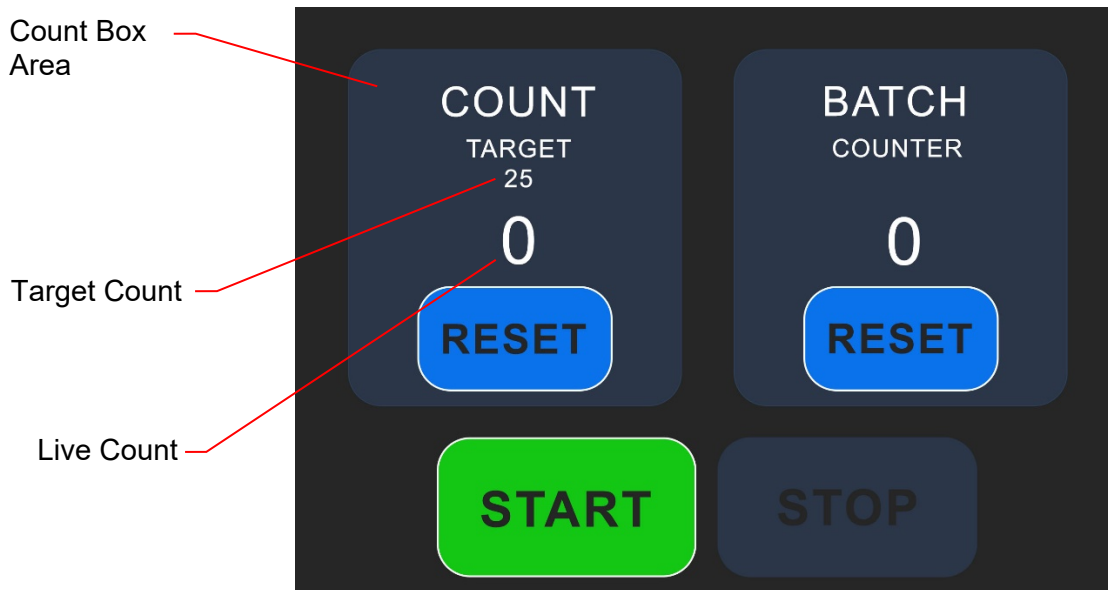 Count Box
Area
COUNT
TARGET
25
0
RESET
BATCH
COUNTER
0
RESET
Target Count
Live Count
START
STOP